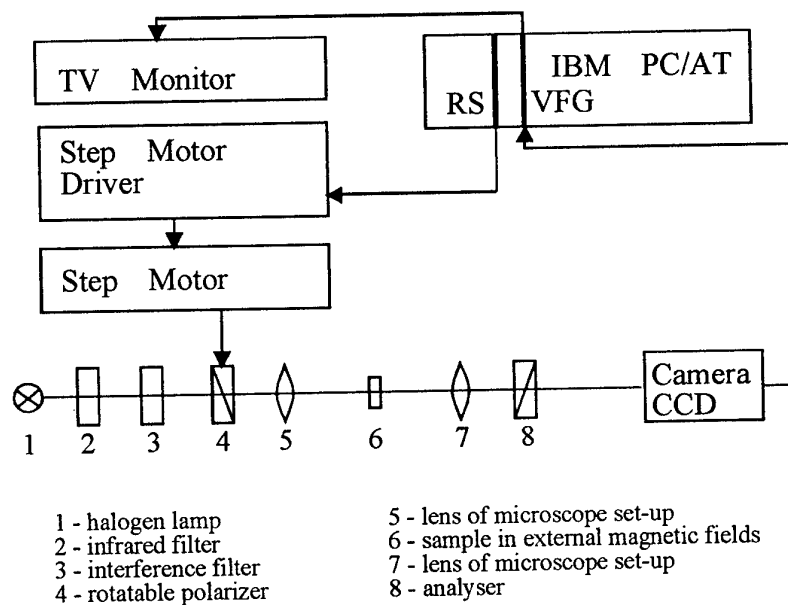 TV Monitor
IBM PC/AT
RS VFG
Step Motor
Driver
Step Motor
Camera
CCD
1 2 3 4 5 6 7 8
1 - halogen lamp
2 - infrared filter
3 - interference filter
4 - rotatable polarizer
5 - lens of microscope set-up
6 - sample in external magnetic fields
7 - lens of microscope set-up
8 - analyser